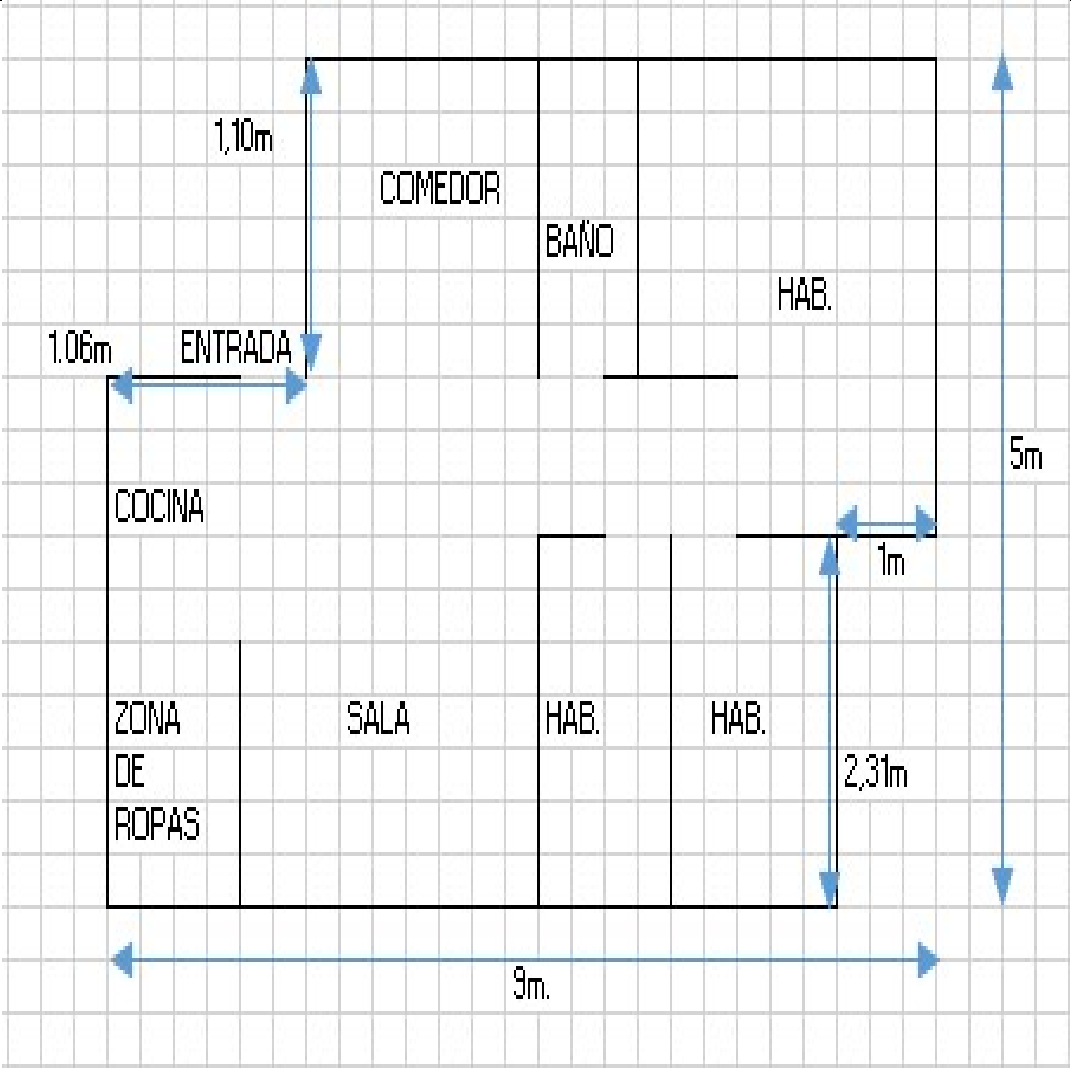 1,10m
COMEDOR
BAÑO
HAB.
1.06m
ENTRADA
5m
COCINA
1m
ZONA
DE
ROPAS
SALA
HAB.
HAB.
2,31m
9m.